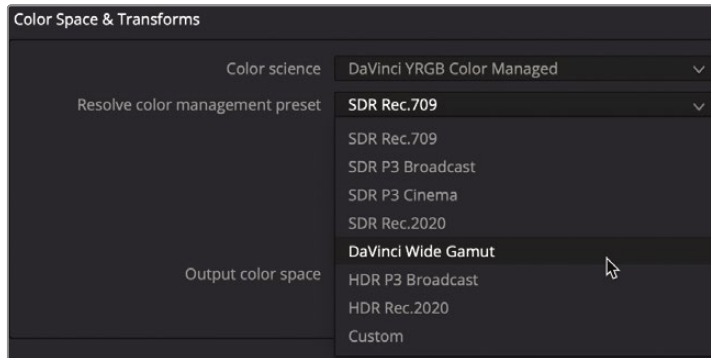 Color Space & Transforms
Color science DaVinci YRGB Color Managed
Resolve color management preset SDR Rec.709
SDR Rec.709
SDR P3 Broadcast
SDR P3 Cinema
SDR Rec.2020
DaVinci Wide Gamut
Output color space
HDR P3 Broadcast
HDR Rec.2020
Custom